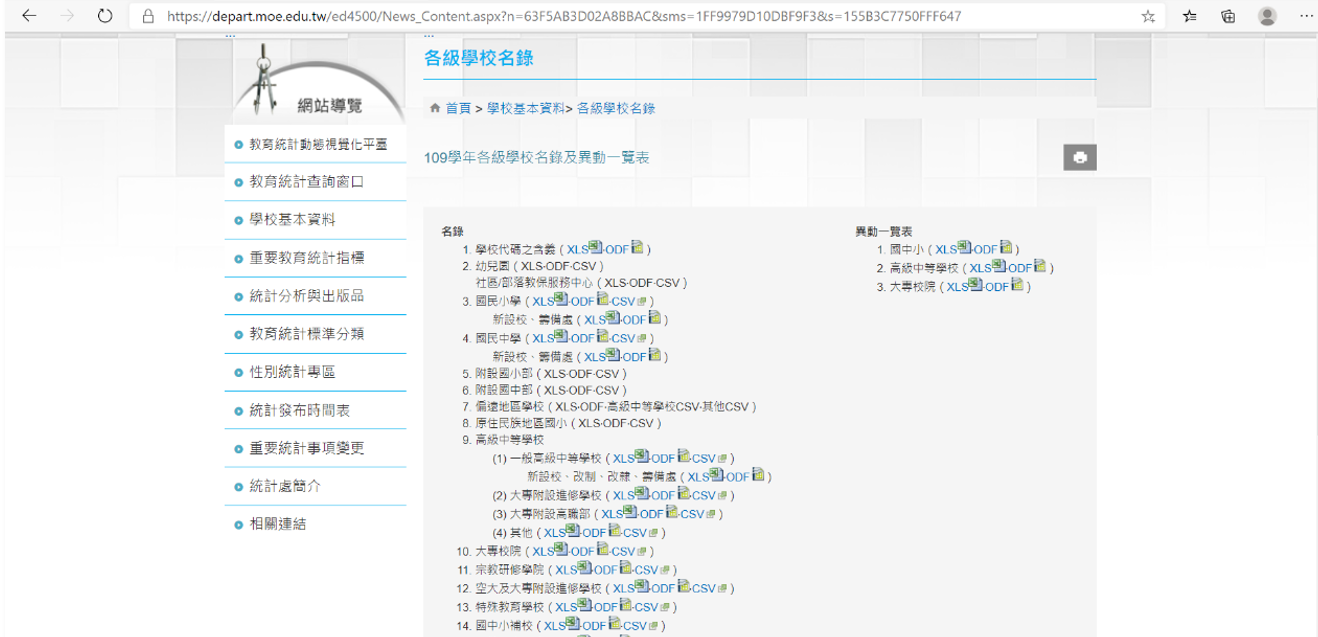 https://depart.moe.edu.tw/ed4500/News_Content.aspx?n=63F5AB3D02A8BBAC&sms=1FF9979D10DBF9F3&s=155B3C7750FFF647
...
網站導覽
教育統計動態視覺化平臺
教育統計查詢窗口
學校基本資料
重要教育統計指標
統計分析與出版品
教育統計標準分類
性別統計專區
統計發布時間表
重要統計事項變更
統計處簡介
相關連結
...
各級學校名錄
首頁 > 學校基本資料> 各級學校名錄
109學年各級學校名錄及異動一覽表
名錄
1. 學校代碼之含義 ( XLS·ODF )
2. 幼兒園 ( XLS·ODF·CSV )
社區/部落教保服務中心 ( XLS·ODF·CSV )
3. 國民小學 ( XLS·ODF·CSV )
新設校、籌備處 ( XLS·ODF )
4. 國民中學 ( XLS·ODF·CSV )
新設校、籌備處 ( XLS·ODF )
5. 附設國小部 ( XLS·ODF·CSV )
6. 附設國中部 ( XLS·ODF·CSV )
7. 偏遠地區學校 ( XLS·ODF·高級中等學校CSV·其他CSV )
8. 原住民族地區國小 ( XLS·ODF·CSV )
9. 高級中等學校
(1) 一般高級中等學校 ( XLS·ODF·CSV )
新設校、改制、改隸、籌備處 ( XLS·ODF )
(2) 大專附設進修學校 ( XLS·ODF·CSV )
(3) 大專附設高職部 ( XLS·ODF·CSV )
(4) 其他 ( XLS·ODF·CSV )
10. 大專校院 ( XLS·ODF·CSV )
11. 宗教研修學院 ( XLS·ODF·CSV )
12. 空大及大專附設進修學校 ( XLS·ODF·CSV )
13. 特殊教育學校 ( XLS·ODF·CSV )
14. 國中小補校 ( XLS·ODF·CSV )
異動一覽表
1. 國中小 ( XLS·ODF )
2. 高級中等學校 ( XLS·ODF )
3. 大專校院 ( XLS·ODF )